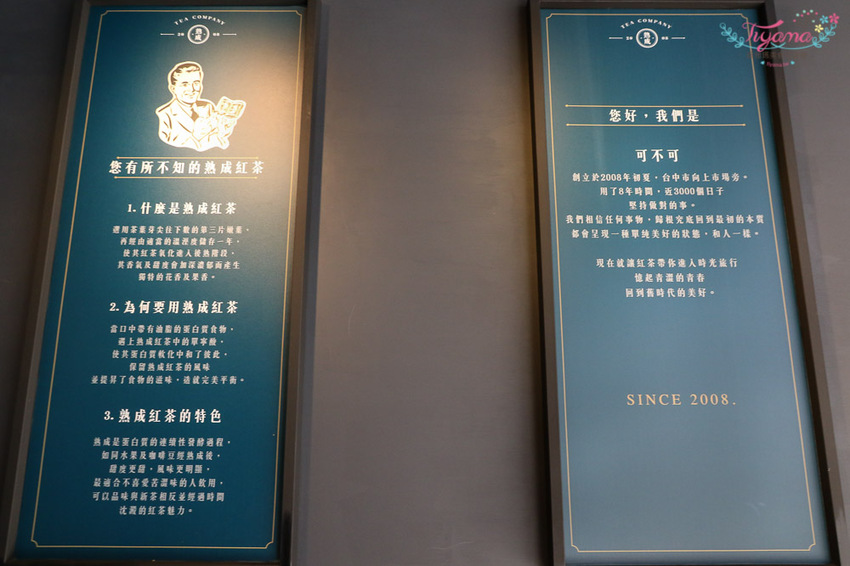 TEA COMPANY
20 熟成 08
您有所不知的熟成紅茶
1. 什麼是熟成紅茶
選用茶葉芽尖往下數的第三片嫩葉，
再經由適當的溫溼度儲存一年，
使其紅茶氧化進入後熟階段，
其香氣及甜度會加深濃郁而產生
獨特的花香及果香。
2. 為何要用熟成紅茶
當口中帶有油脂的蛋白質食物，
遇上熟成紅茶中的單寧酸，
使其蛋白質軟化中和了彼此，
保留熟成紅茶的風味
並提昇了食物的滋味，造就完美平衡。
3. 熟成紅茶的特色
熟成是蛋白質的連續性發酵過程，
如同水果及咖啡豆經熟成後，
甜度更甜，風味更明顯，
最適合不喜愛苦澀味的人飲用，
可以品味與新茶相反並經過時間
沈澱的紅茶魅力。
TEA COMPANY
20 熟成 08
您好，我們是
可不可
創立於2008年初夏，台中市向上市場旁。
用了8年時間，近3000個日子
堅持做對的事。
我們相信任何事物，歸根究底回到最初的本質
都會呈現一種單純美好的狀態，和人一樣。
現在就讓紅茶帶你進入時光旅行
憶起青澀的青春
回到舊時代的美好。
SINCE 2008.
Tiyama